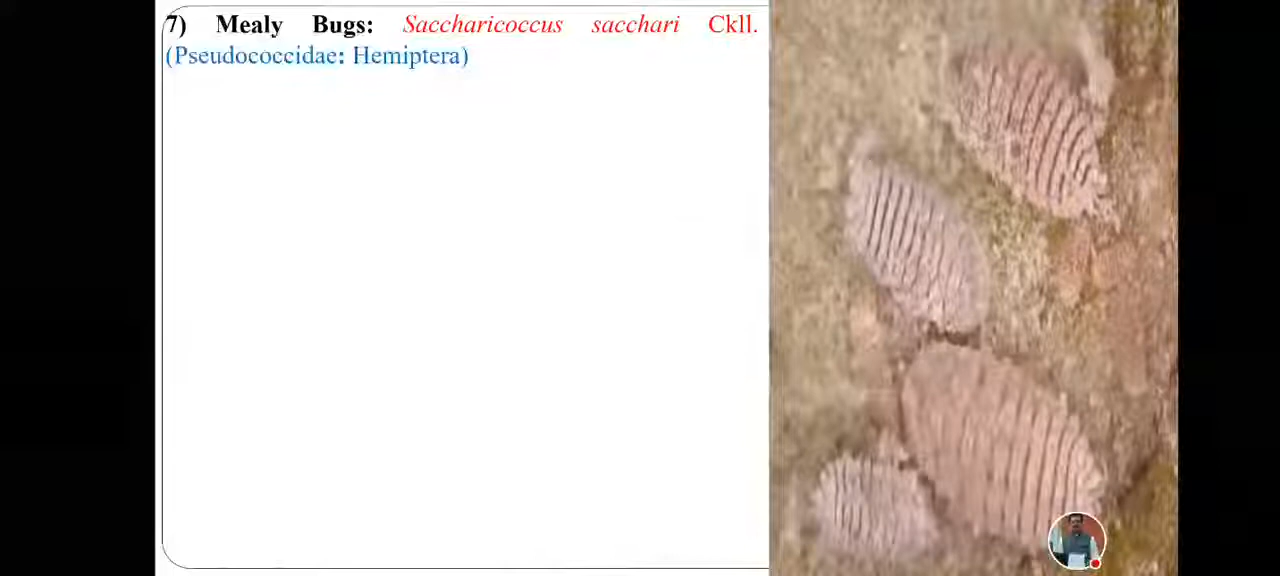 7) Mealy Bugs: Saccharicoccus sacchari Ckll.
(Pseudococcidae: Hemiptera)